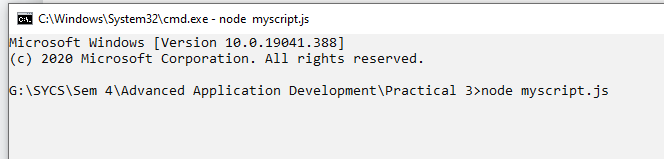 C:\Windows\System32\cmd.exe - node  myscript.js
Microsoft Windows [Version 10.0.19041.388]
(c) 2020 Microsoft Corporation. All rights reserved.
G:\SYCS\Sem 4\Advanced Application Development\Practical 3>node myscript.js